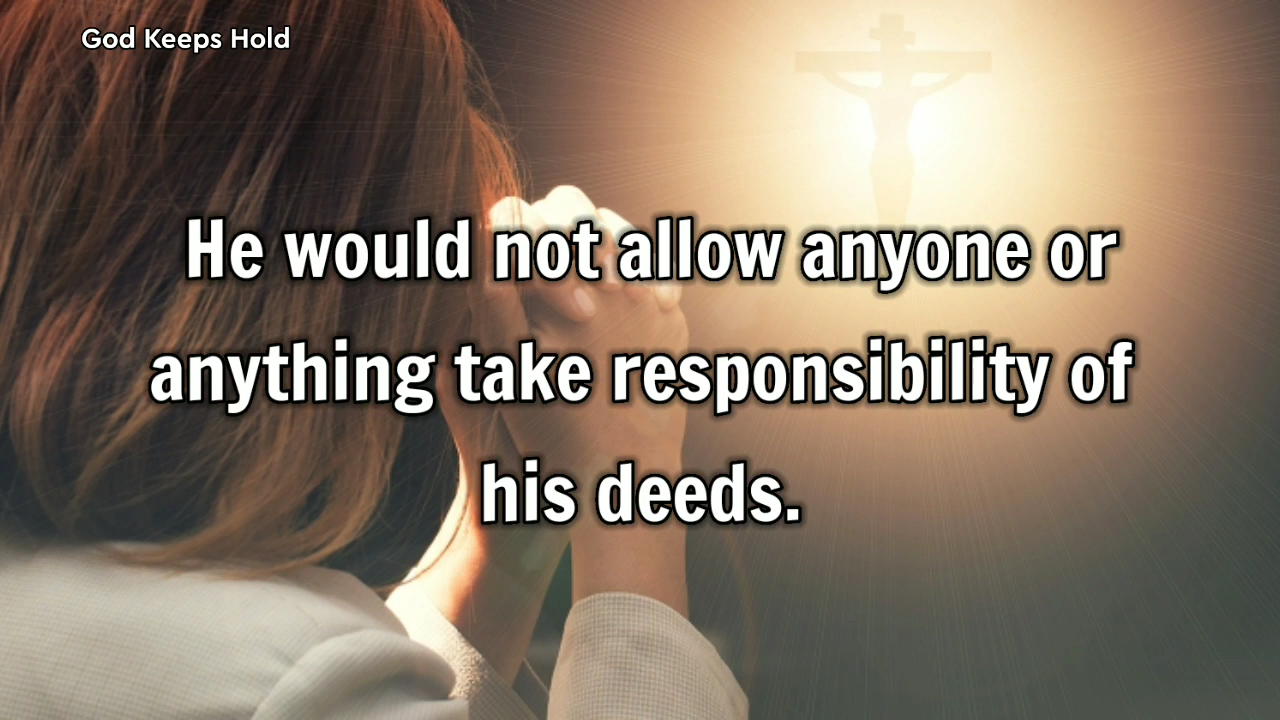 God Keeps Hold
He would not allow anyone or
anything take responsibility of
his deeds.